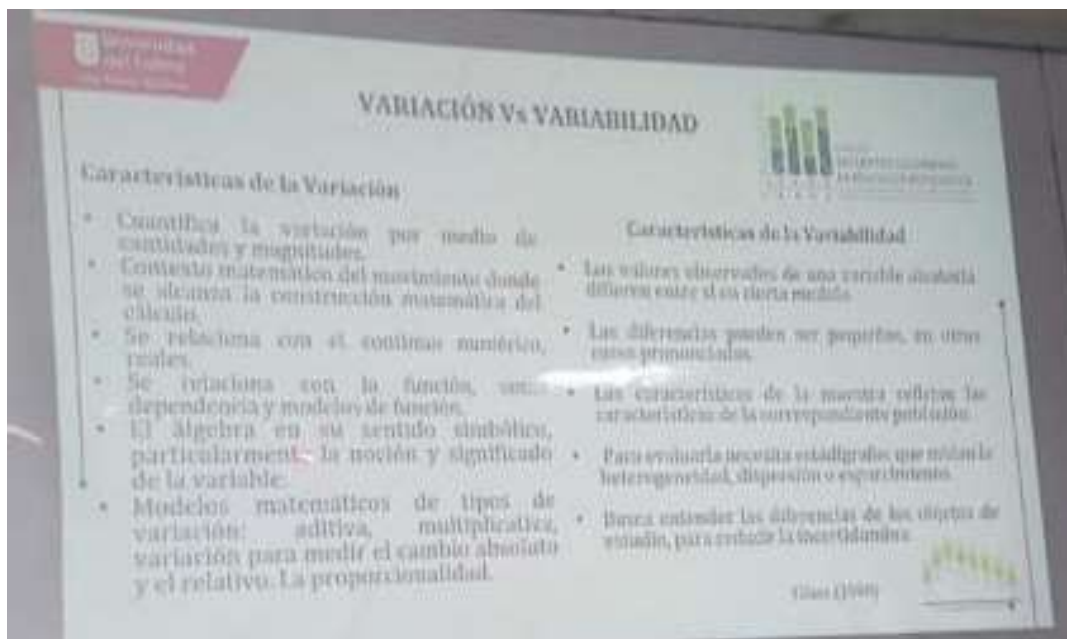 Universidad
del Tolima
VARIACIÓN Vs VARIABILIDAD
Características de la Variación
• Cuantifica la variación por medio de
cantidades y magnitudes.
• Contexto matemático del movimiento donde
se alcanza la construcción matemática del
cálculo.
• Se relaciona con el continuo numérico,
reales.
• Se relaciona con la función, como
dependencia y modelos de función.
• El álgebra en su sentido simbólico,
particularmente la noción y significado
de la variable.
• Modelos matemáticos de tipos de
variación: aditiva, multiplicativa,
variación para medir el cambio absoluto
y el relativo. La proporcionalidad.
Características de la Variabilidad
• Los valores observados de una variable aleatoria
difieren entre sí en cierta medida.
• Las diferencias pueden ser pequeñas, en otros
casos pronunciadas.
• Las características de la muestra reflejan las
características de la correspondiente población.
• Para evaluarla necesita estadígrafos que midan la
heterogeneidad, dispersión o esparcimiento.
• Busca entender las diferencias de los objetos de
estudio, para reducir la incertidumbre.